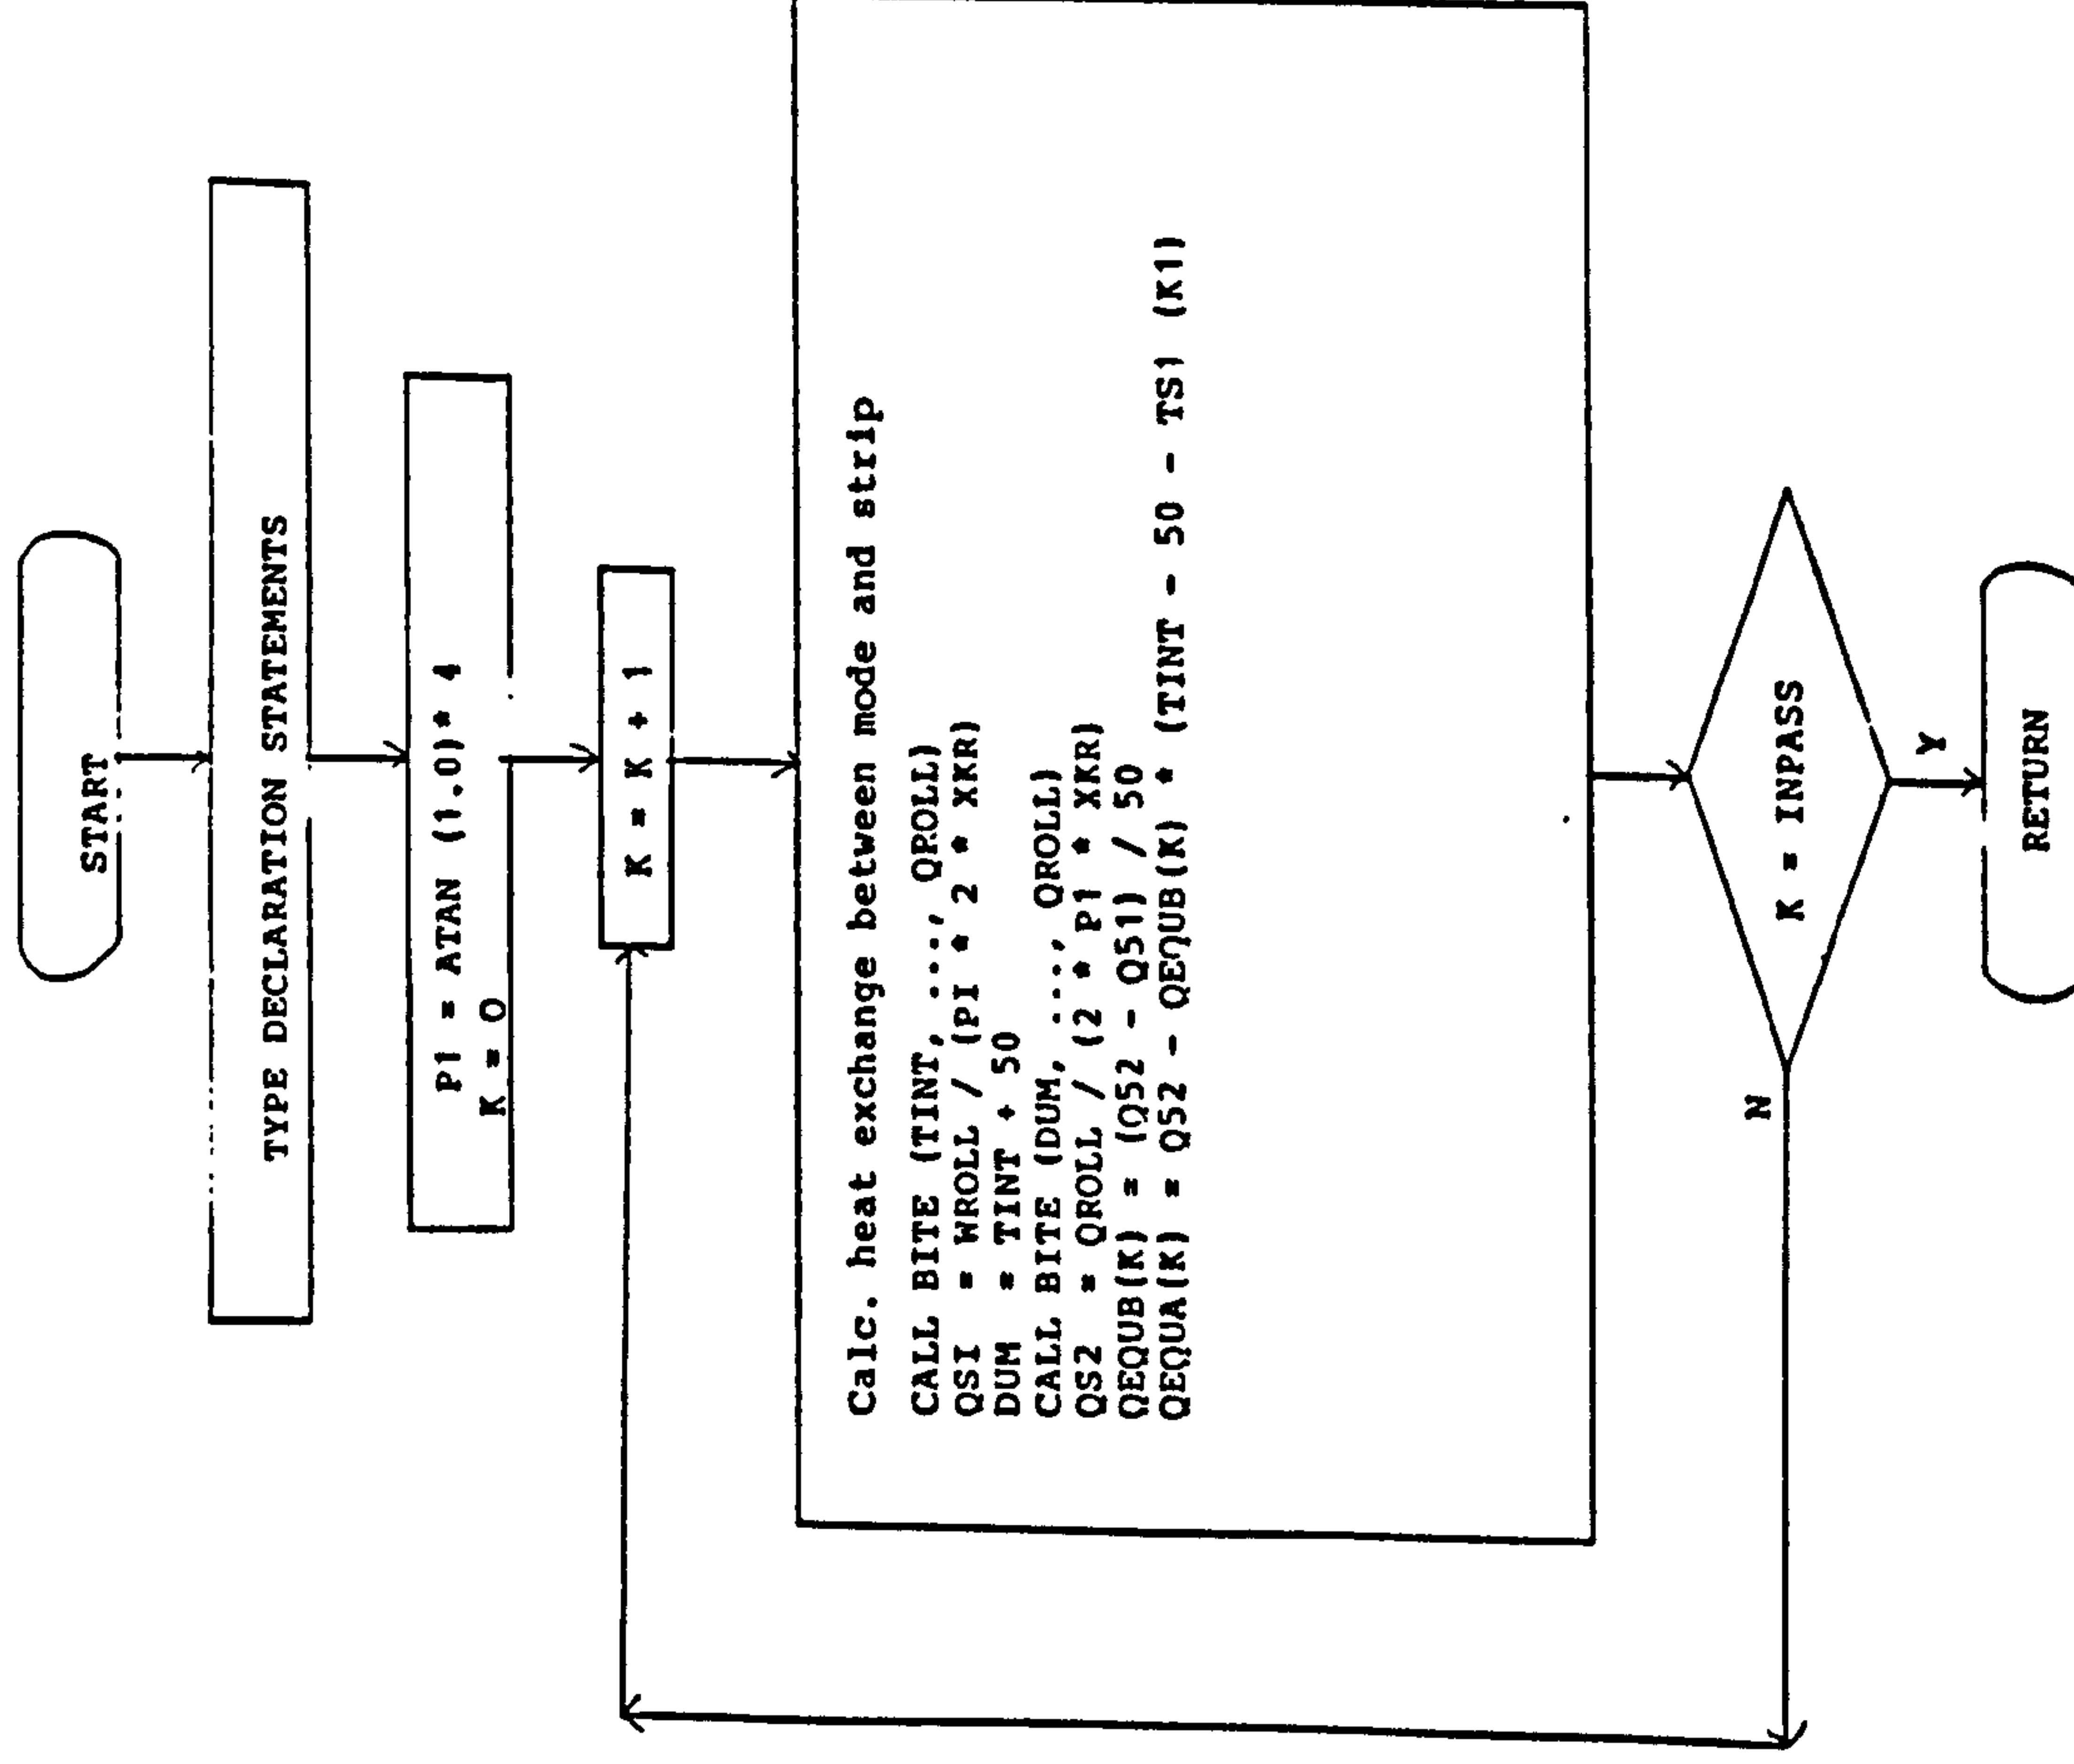 START
TYPE DECLARATION STATEMENTS
PI = ATAN (1.0)* 4
K = 0
K = K + 1
Calc. heat exchange between mode and strip
CALL BITE (TINT, ..., QROLL)
QSI = WROLL / (PI * 2 * XKR)
DUM = TINT + 50
CALL BITE (DUM, ..., QROLL)
QS2 = QROLL / (2 * PI * XKR)
QEQUB(K) = (QS2 - QS1) / 50
QEQUA(K) = QS2 - QEQUB(K) * (TINT - 50 - TS) (K1)
K = INPASS
N
Y
RETURN